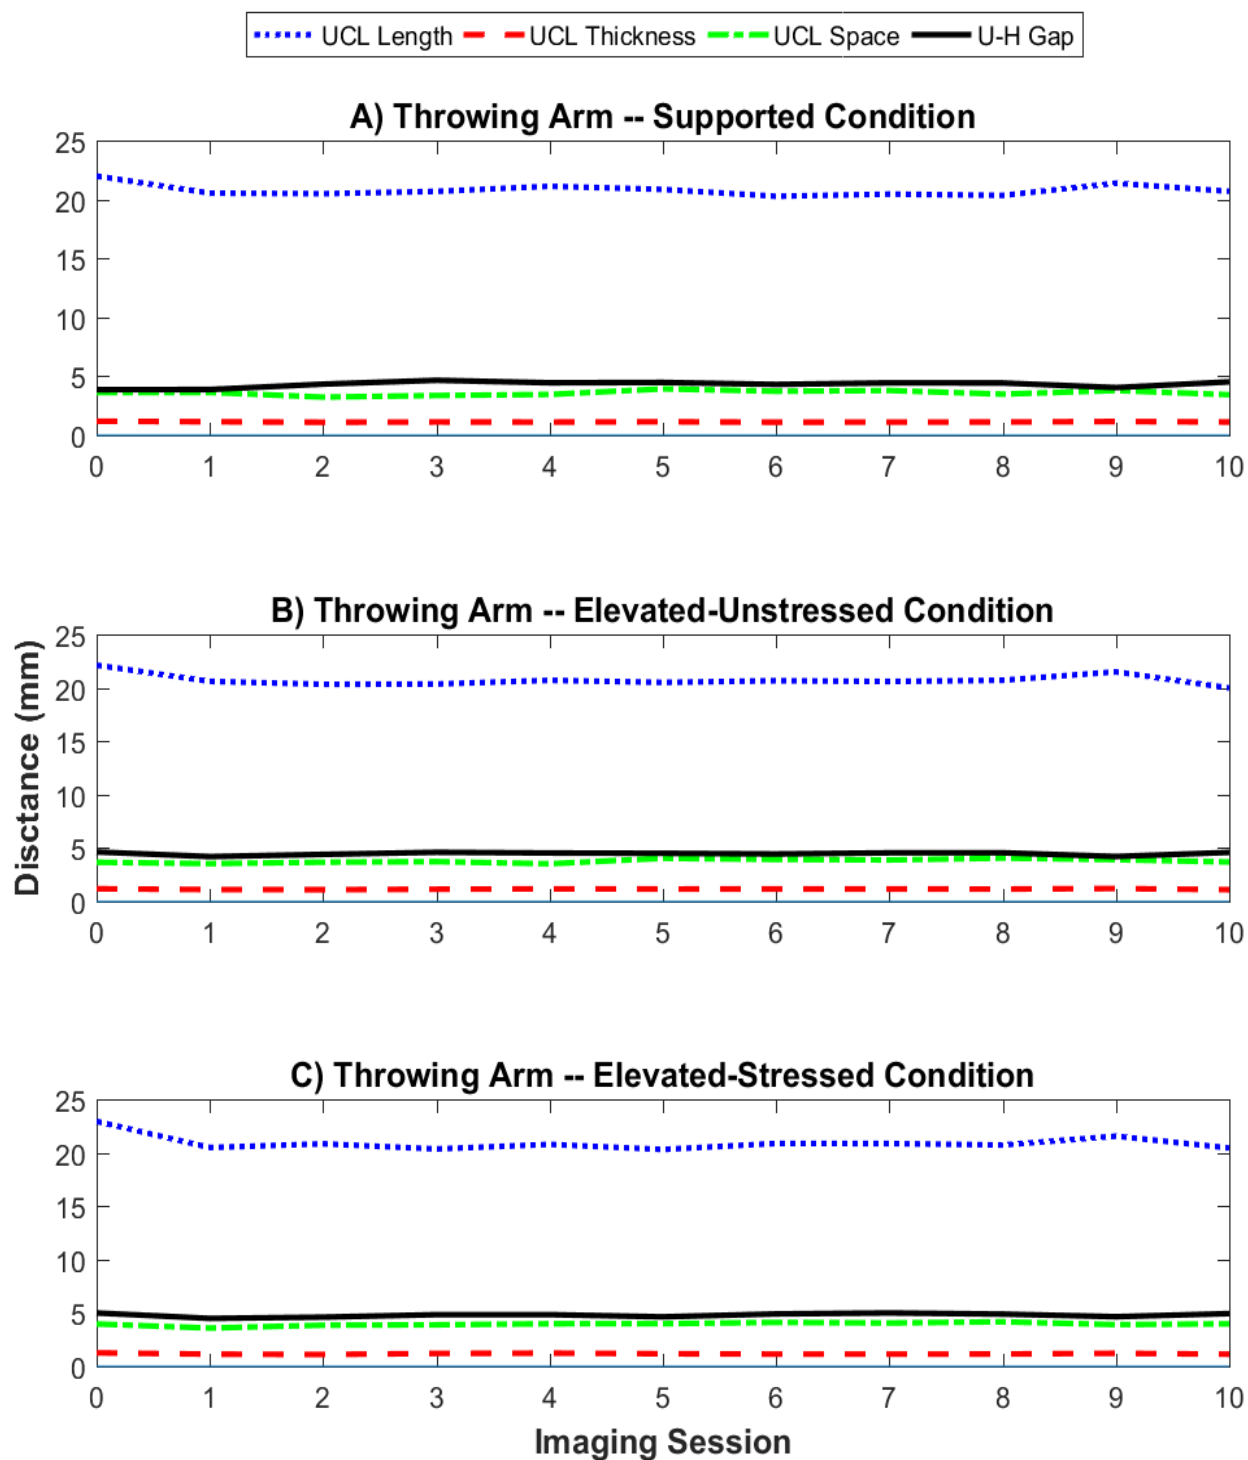 UCL Length UCL Thickness UCL Space U-H Gap
A) Throwing Arm -- Supported Condition
25
20
15
10
5
0
0 1 2 3 4 5 6 7 8 9 10
B) Throwing Arm -- Elevated-Unstressed Condition
25
20
15
10
5
0
0 1 2 3 4 5 6 7 8 9 10
Disctance (mm)
C) Throwing Arm -- Elevated-Stressed Condition
25
20
15
10
5
0
0 1 2 3 4 5 6 7 8 9 10
Imaging Session